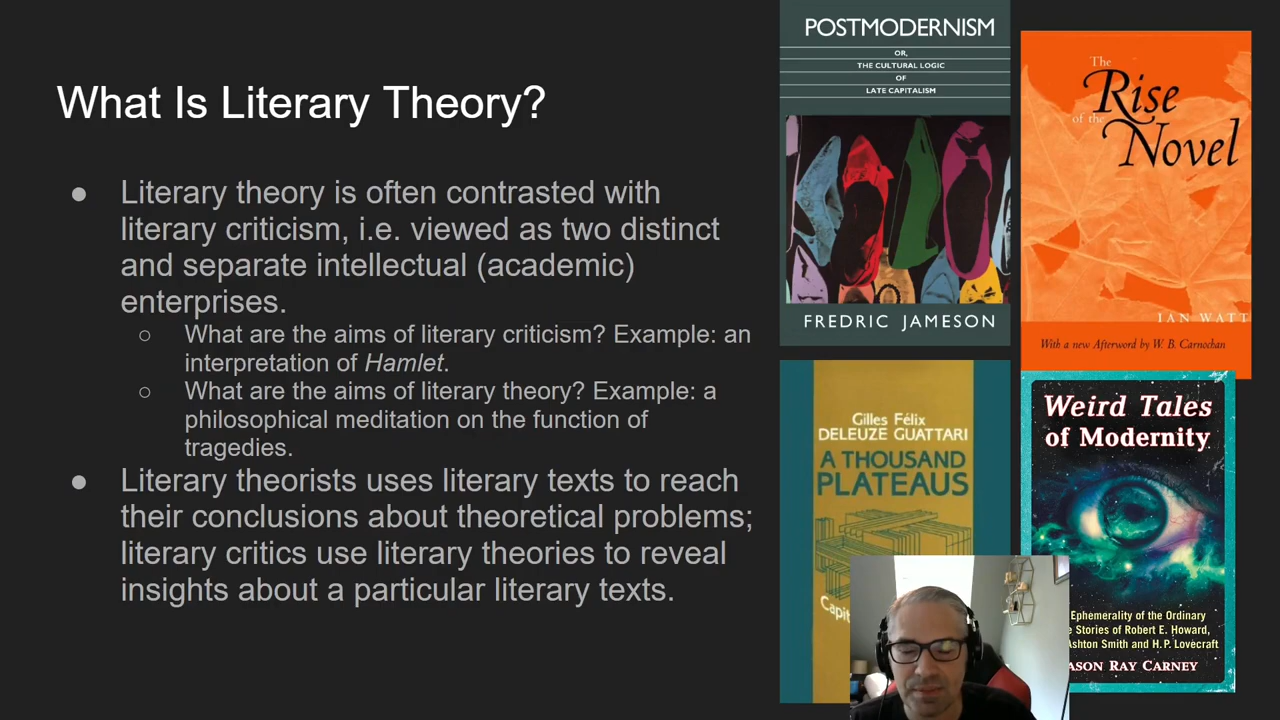 What Is Literary Theory?
● Literary theory is often contrasted with
literary criticism, i.e. viewed as two distinct
and separate intellectual (academic)
enterprises.
○ What are the aims of literary criticism? Example: an
interpretation of Hamlet.
○ What are the aims of literary theory? Example: a
philosophical meditation on the function of
tragedies.
● Literary theorists uses literary texts to reach
their conclusions about theoretical problems;
literary critics use literary theories to reveal
insights about a particular literary texts.
POSTMODERNISM
OR,
THE CULTURAL LOGIC
OF
LATE CAPITALISM
FREDRIC JAMESON
The
Rise
of the
Novel
IAN WATT
With a new Afterword by W. B. Carnochan
Gilles Félix
DELEUZE GUATTARI
A THOUSAND
PLATEAUS
Weird Tales
of Modernity
Ephemerality of the Ordinary
Stories of Robert E. Howard,
Ashton Smith and H.P. Lovecraft
RAY CARNEY